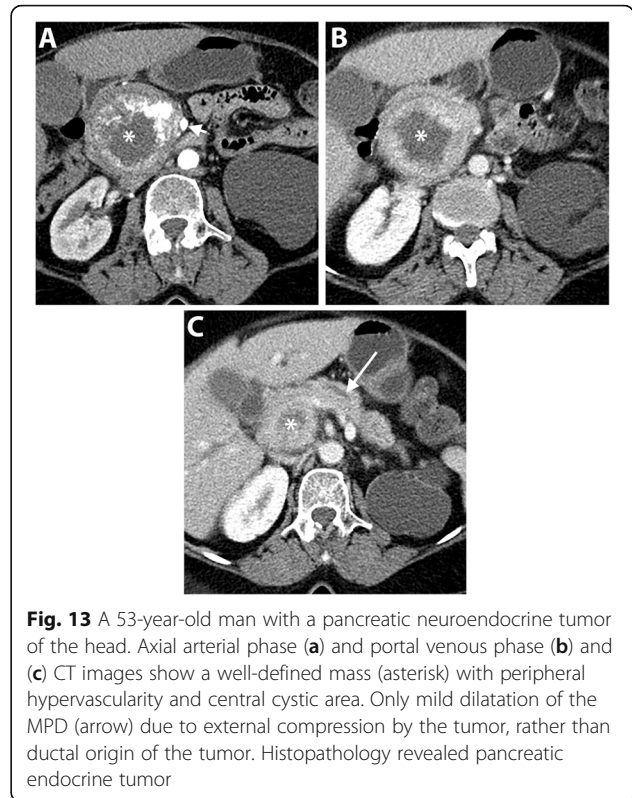 A
B
*
*
C
*
Fig. 13 A 53-year-old man with a pancreatic neuroendocrine tumor
of the head. Axial arterial phase (a) and portal venous phase (b) and
(c) CT images show a well-defined mass (asterisk) with peripheral
hypervascularity and central cystic area. Only mild dilatation of the
MPD (arrow) due to external compression by the tumor, rather than
ductal origin of the tumor. Histopathology revealed pancreatic
endocrine tumor